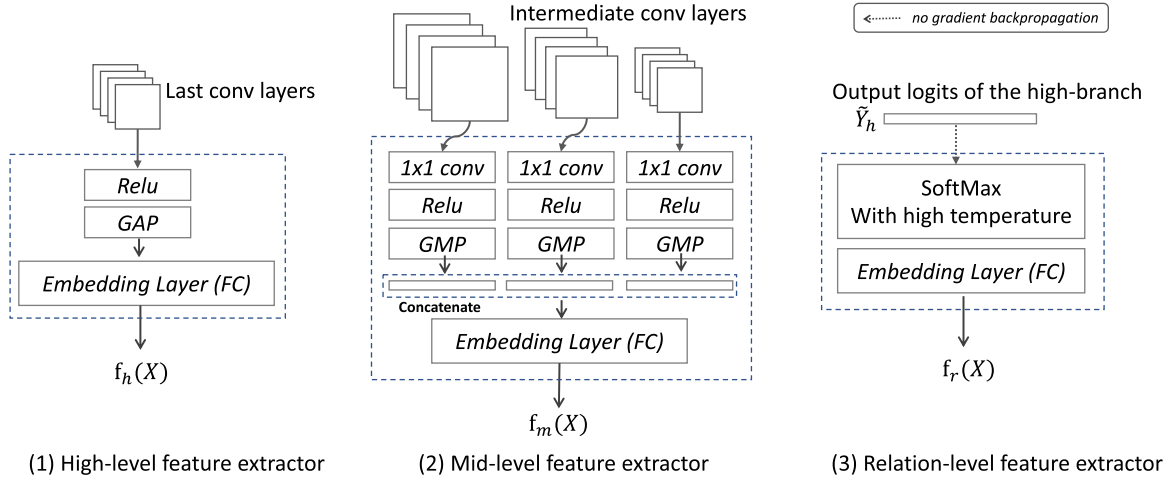 Last conv layers
Relu
GAP
Embedding Layer (FC)
f_h(X)
(1) High-level feature extractor
Intermediate conv layers
1x1 conv
1x1 conv
1x1 conv
Relu
Relu
Relu
GMP
GMP
GMP
Concatenate
Embedding Layer (FC)
f_m(X)
(2) Mid-level feature extractor
no gradient backpropagation
Output logits of the high-branch
Ỹ_h
SoftMax
With high temperature
Embedding Layer (FC)
f_r(X)
(3) Relation-level feature extractor